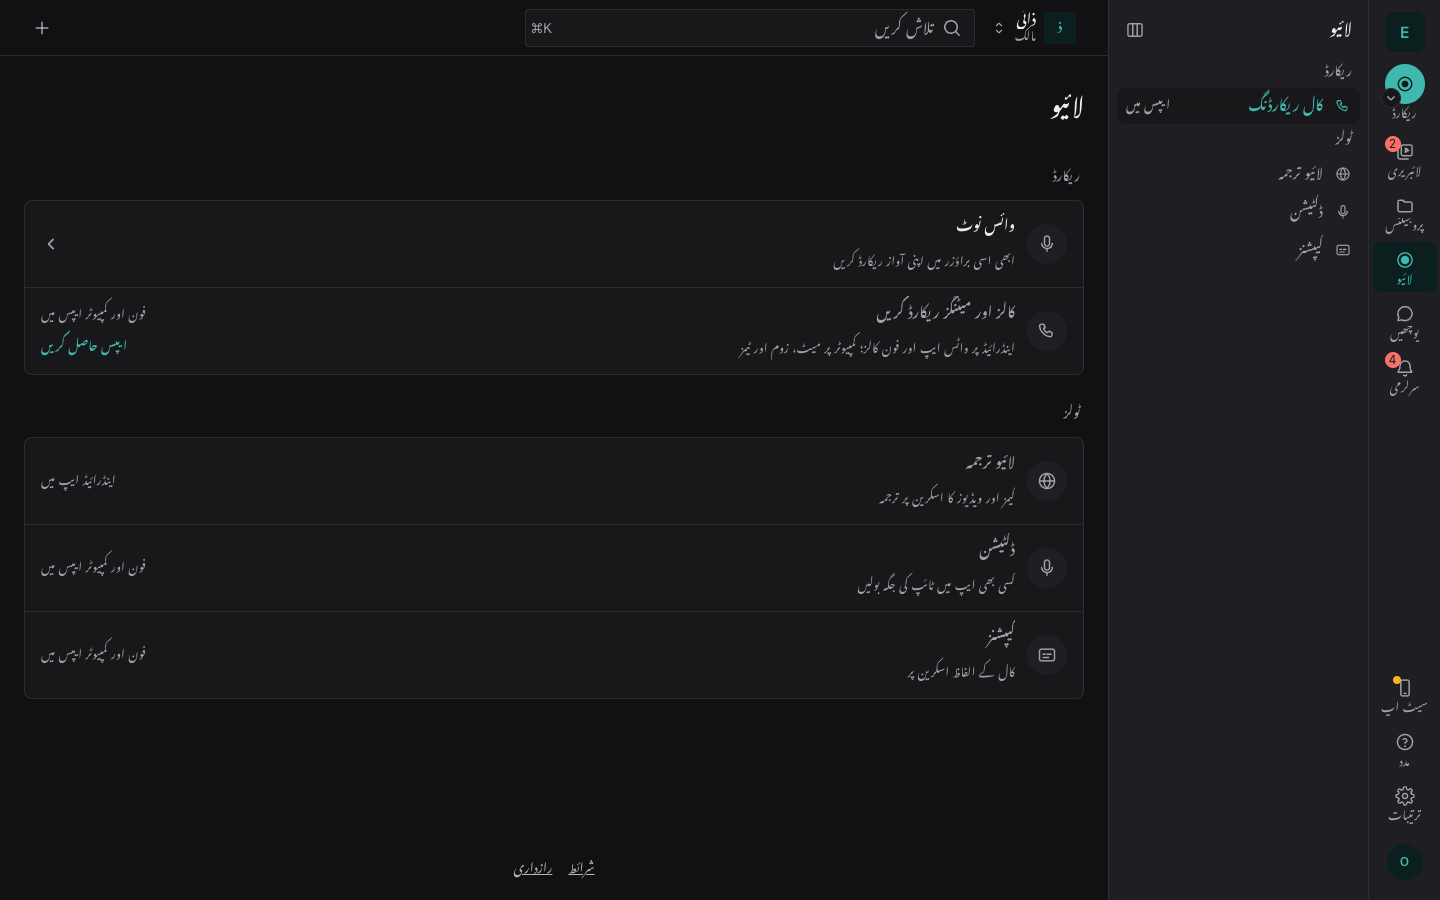 E
ریکارڈ
2
لائبریری
پروجیکٹس
لائیو
پوچھیں
4
سرگرمی
سیٹ اپ
مدد
ترتیبات
O
لائیو
ریکارڈ
کال ریکارڈنگ
ایپس میں
ٹولز
لائیو ترجمہ
ڈکٹیشن
کیپشنز
ذ
ذاتی
مالک
تلاش کریں
⌘K
لائیو
ریکارڈ
وائس نوٹ
ابھی اسی براؤزر میں اپنی آواز ریکارڈ کریں
کالز اور میٹنگز ریکارڈ کریں
اینڈرائیڈ پر واٹس ایپ اور فون کالز؛ کمپیوٹر پر میٹ، زوم اور ٹیمز
فون اور کمپیوٹر ایپس میں
ایپس حاصل کریں
ٹولز
لائیو ترجمہ
گیمز اور ویڈیوز کا اسکرین پر ترجمہ
اینڈرائیڈ ایپ میں
ڈکٹیشن
کسی بھی ایپ میں ٹائپ کی جگہ بولیں
فون اور کمپیوٹر ایپس میں
کیپشنز
کال کے الفاظ اسکرین پر
فون اور کمپیوٹر ایپس میں
شرائط
رازداری